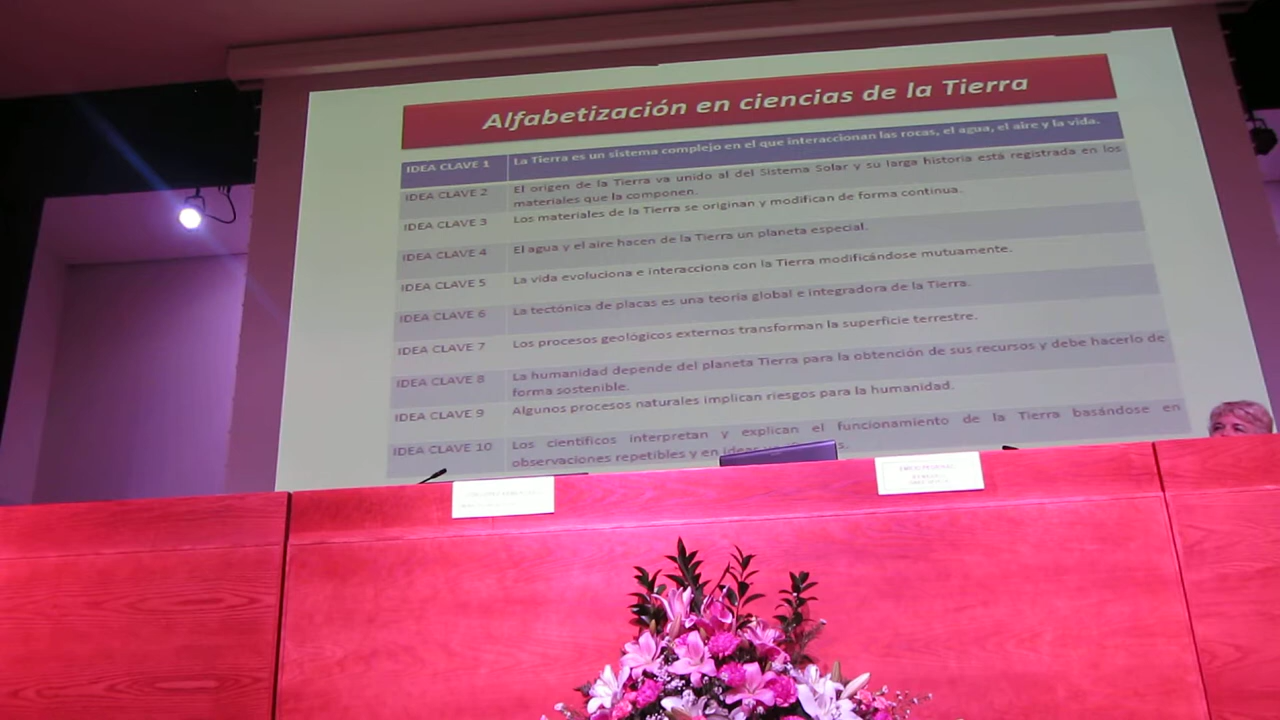 Alfabetización en ciencias de la Tierra
IDEA CLAVE 1 La Tierra es un sistema complejo en el que interaccionan las rocas, el agua, el aire y la vida.
IDEA CLAVE 2 El origen de la Tierra va unido al del Sistema Solar y su larga historia está registrada en los
materiales que la componen.
IDEA CLAVE 3 Los materiales de la Tierra se originan y modifican de forma continua.
IDEA CLAVE 4 El agua y el aire hacen de la Tierra un planeta especial.
IDEA CLAVE 5 La vida evoluciona e interacciona con la Tierra modificándose mutuamente.
IDEA CLAVE 6 La tectónica de placas es una teoría global e integradora de la Tierra.
IDEA CLAVE 7 Los procesos geológicos externos transforman la superficie terrestre.
IDEA CLAVE 8 La humanidad depende del planeta Tierra para la obtención de sus recursos y debe hacerlo de
forma sostenible.
IDEA CLAVE 9 Algunos procesos naturales implican riesgos para la humanidad.
IDEA CLAVE 10 Los científicos interpretan y explican el funcionamiento de la Tierra basándose en
observaciones repetibles y en